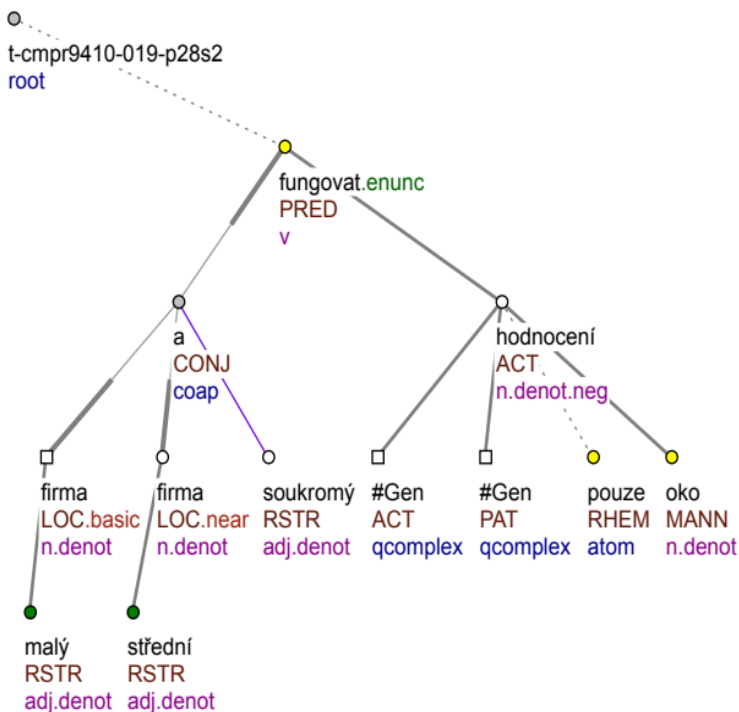 t-cmpr9410-019-p28s2
root
fungovat.enunc
PRED
v
a
CONJ
coap
hodnocení
ACT
n.denot.neg
firma
LOC.basic
n.denot
firma
LOC.near
n.denot
soukromý
RSTR
adj.denot
#Gen
ACT
qcomplex
#Gen
PAT
qcomplex
pouze
RHEM
atom
oko
MANN
n.denot
malý
RSTR
adj.denot
střední
RSTR
adj.denot